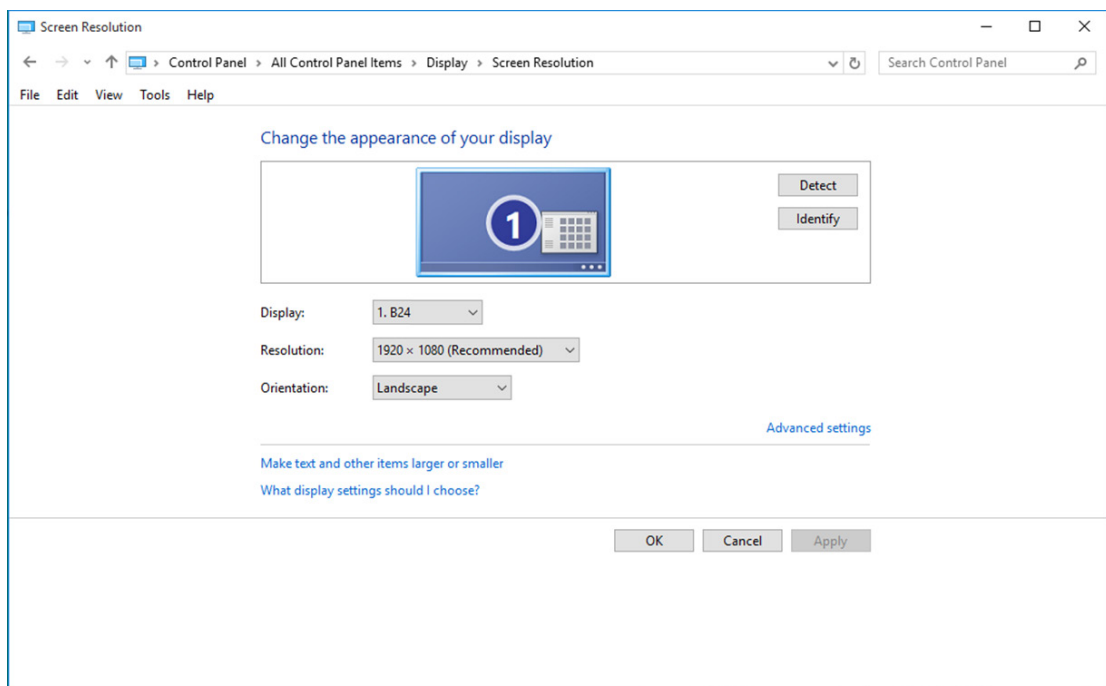 Screen Resolution
Control Panel > All Control Panel Items > Display > Screen Resolution
Search Control Panel
File Edit View Tools Help
Change the appearance of your display
1
Detect
Identify
Display: 1. B24
Resolution: 1920 × 1080 (Recommended)
Orientation: Landscape
Advanced settings
Make text and other items larger or smaller
What display settings should I choose?
OK Cancel Apply